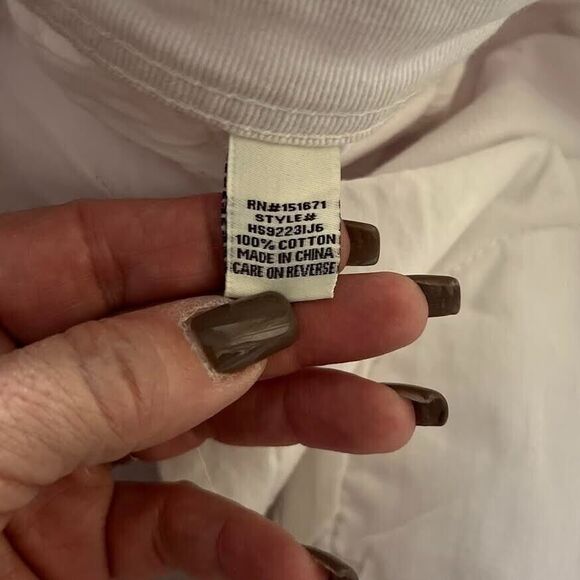 RN#151671
STYLE#
HS9223IJ6
100% COTTON
MADE IN CHINA
CARE ON REVERSE